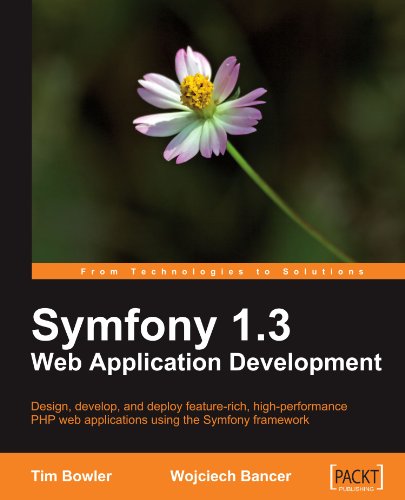 From Technologies to Solutions
Symfony 1.3
Web Application Development
Design, develop, and deploy feature-rich, high-performance
PHP web applications using the Symfony framework
Tim Bowler Wojciech Bancer
PACKT
PUBLISHING